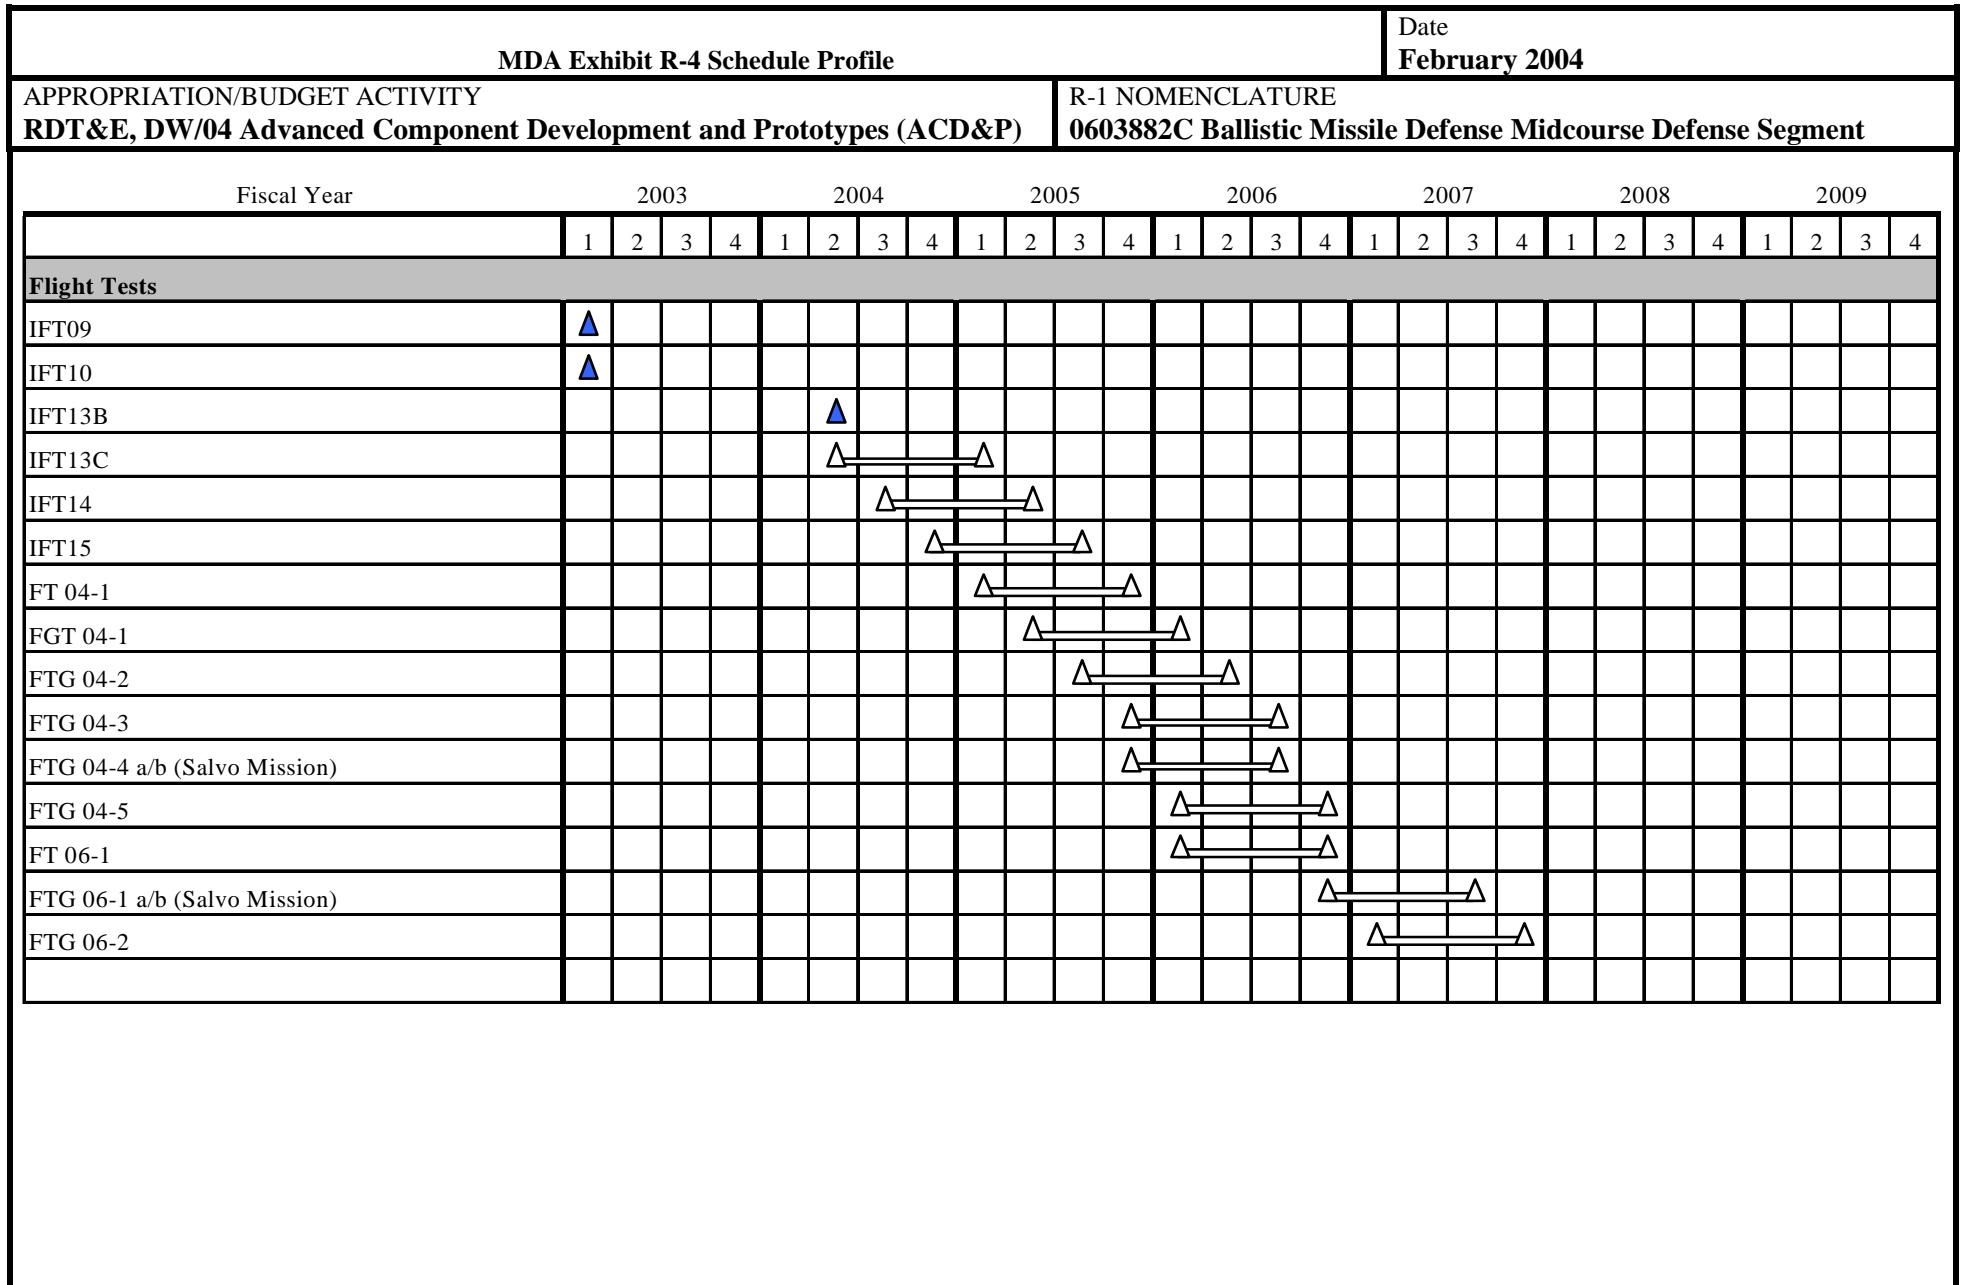 MDA Exhibit R-4 Schedule Profile
Date
February 2004
APPROPRIATION/BUDGET ACTIVITY
RDT&E, DW/04 Advanced Component Development and Prototypes (ACD&P)
R-1 NOMENCLATURE
0603882C Ballistic Missile Defense Midcourse Defense Segment
Fiscal Year 2003 2004 2005 2006 2007 2008 2009
1 2 3 4 1 2 3 4 1 2 3 4 1 2 3 4 1 2 3 4 1 2 3 4 1 2 3 4
Flight Tests
IFT09
IFT10
IFT13B
IFT13C
IFT14
IFT15
FT 04-1
FGT 04-1
FTG 04-2
FTG 04-3
FTG 04-4 a/b (Salvo Mission)
FTG 04-5
FT 06-1
FTG 06-1 a/b (Salvo Mission)
FTG 06-2